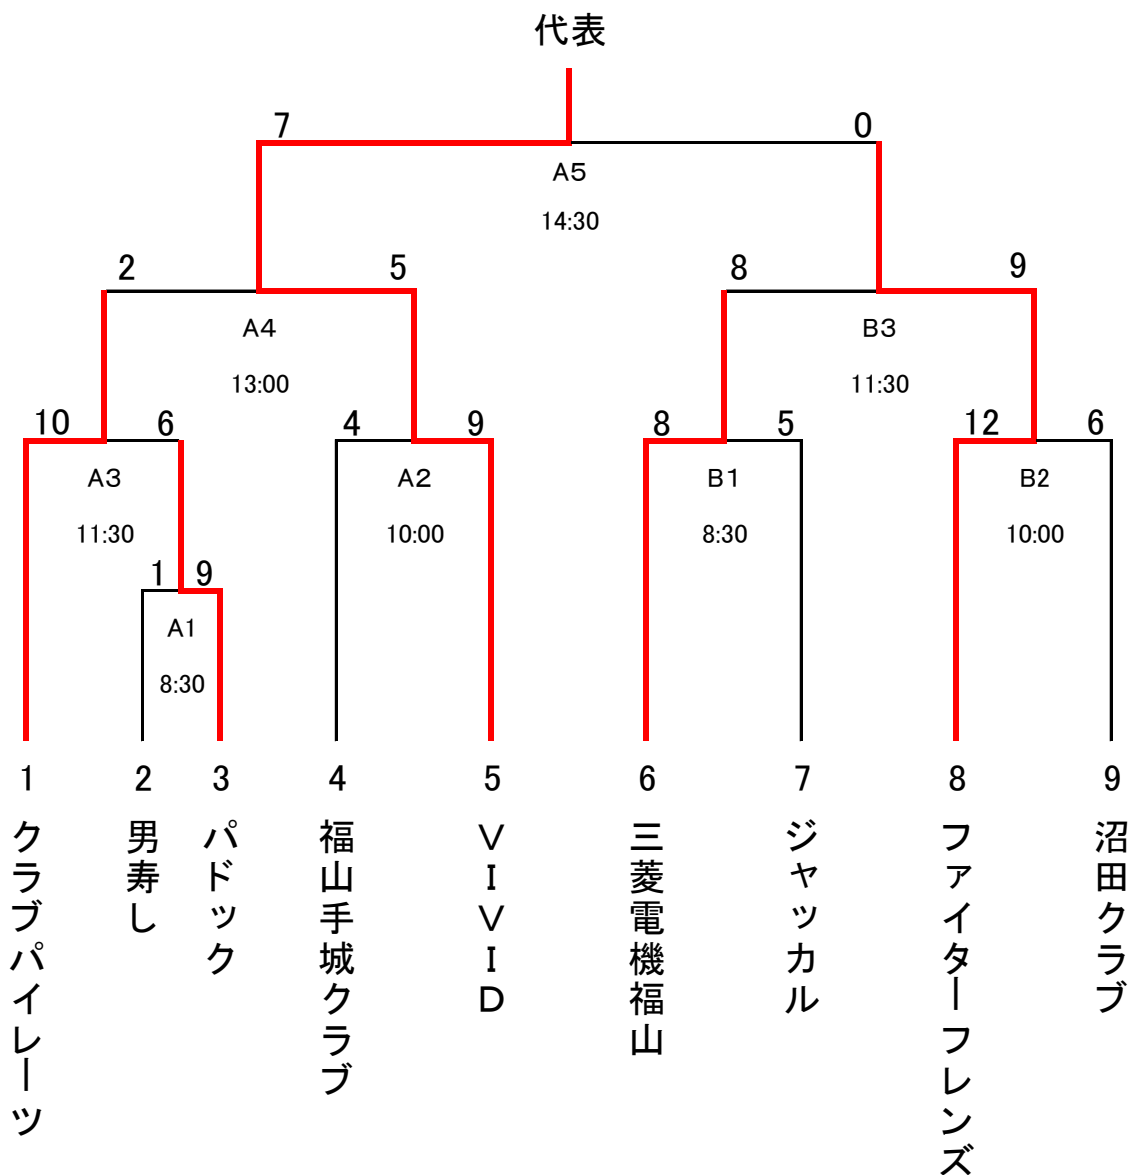 代表
7 0
A5
14:30
2 5 8 9
A4 B3
13:00 11:30
10 6 4 9 8 5 12 6
A3 A2 B1 B2
11:30 10:00 8:30 10:00
1 9
A1
8:30
1 2 3 4 5 6 7 8 9
クラブパイレーツ
男寿し
パドック
福山手城クラブ
ＶＩＶＩＤ
三菱電機福山
ジャッカル
ファイターフレンズ
沼田クラブ